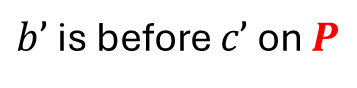 b’ is before c’ on P